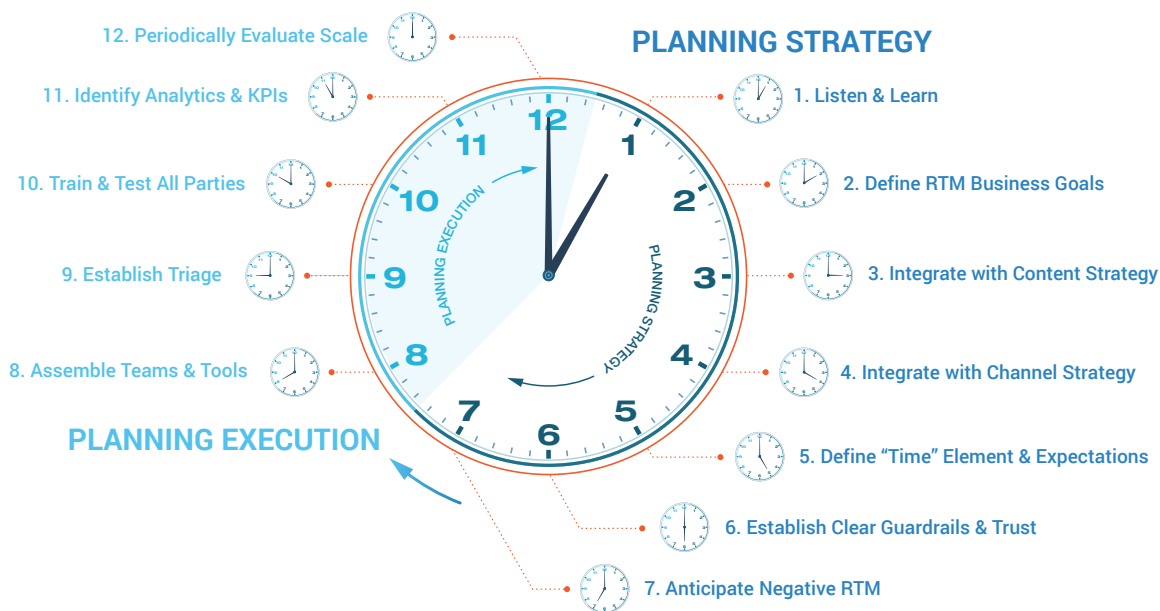 PLANNING STRATEGY
1. Listen & Learn
2. Define RTM Business Goals
3. Integrate with Content Strategy
4. Integrate with Channel Strategy
5. Define “Time” Element & Expectations
6. Establish Clear Guardrails & Trust
7. Anticipate Negative RTM
PLANNING EXECUTION
8. Assemble Teams & Tools
9. Establish Triage
10. Train & Test All Parties
11. Identify Analytics & KPIs
12. Periodically Evaluate Scale
12
1
2
3
4
5
6
7
8
9
10
11
PLANNING STRATEGY
PLANNING EXECUTION